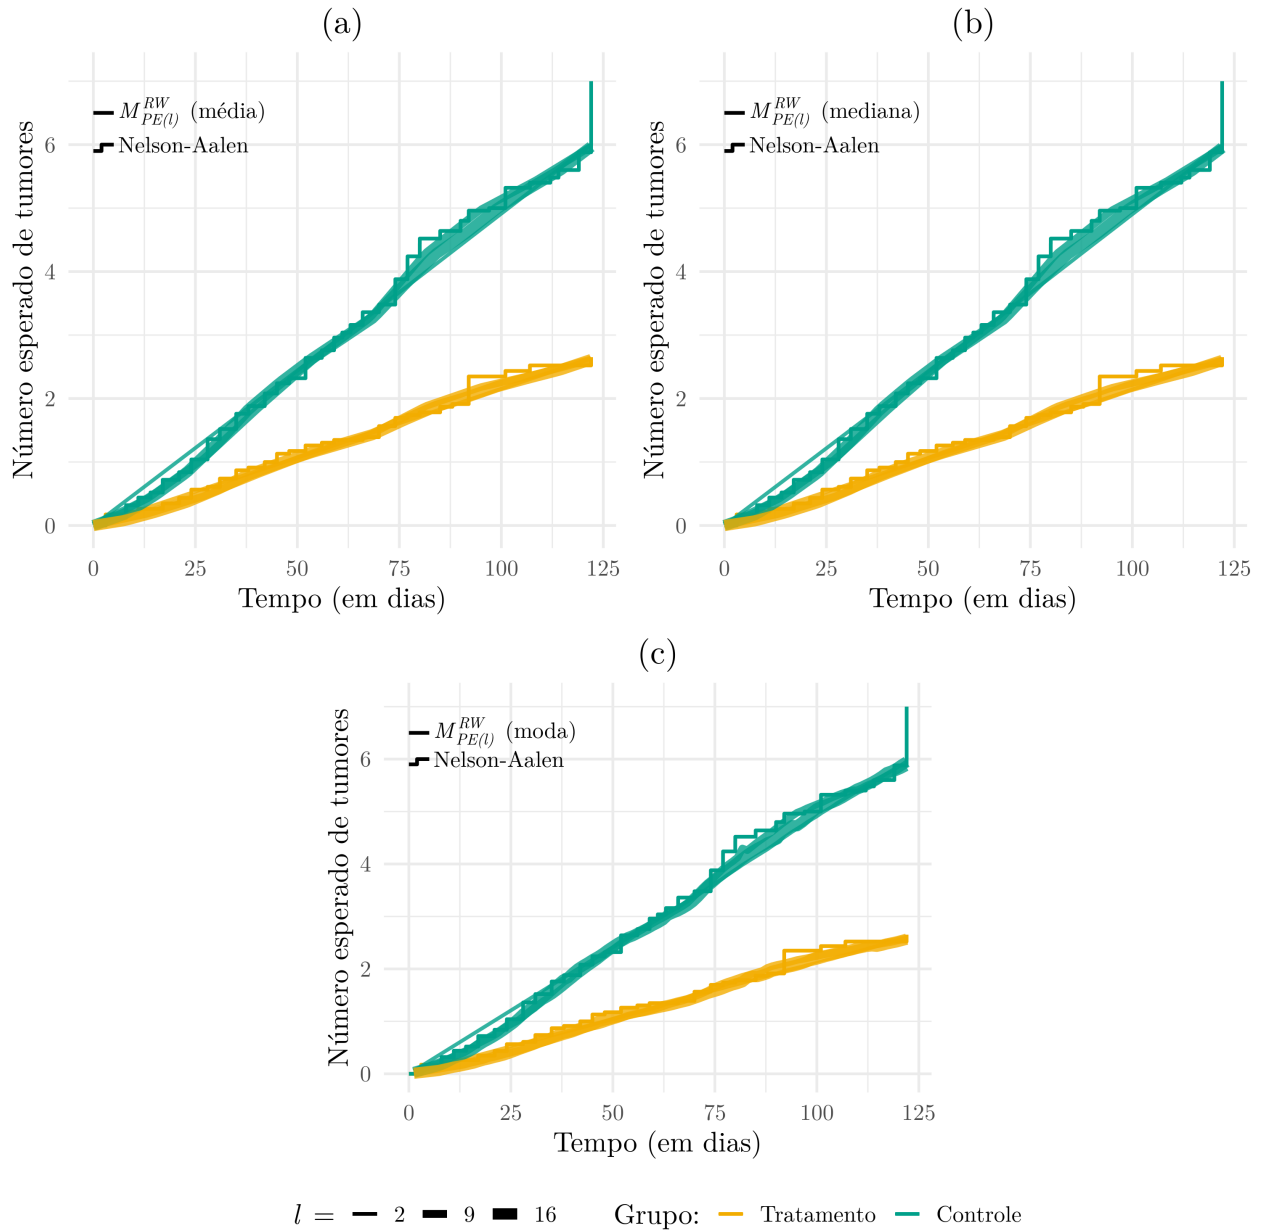 (a)
Número esperado de tumores
M^{RW}_{PE(l)} (média)
Nelson-Aalen
6
4
2
0
0 25 50 75 100 125
Tempo (em dias)
(b)
Número esperado de tumores
M^{RW}_{PE(l)} (mediana)
Nelson-Aalen
6
4
2
0
0 25 50 75 100 125
Tempo (em dias)
(c)
Número esperado de tumores
M^{RW}_{PE(l)} (moda)
Nelson-Aalen
6
4
2
0
0 25 50 75 100 125
Tempo (em dias)
l = 2 9 16 Grupo: Tratamento Controle